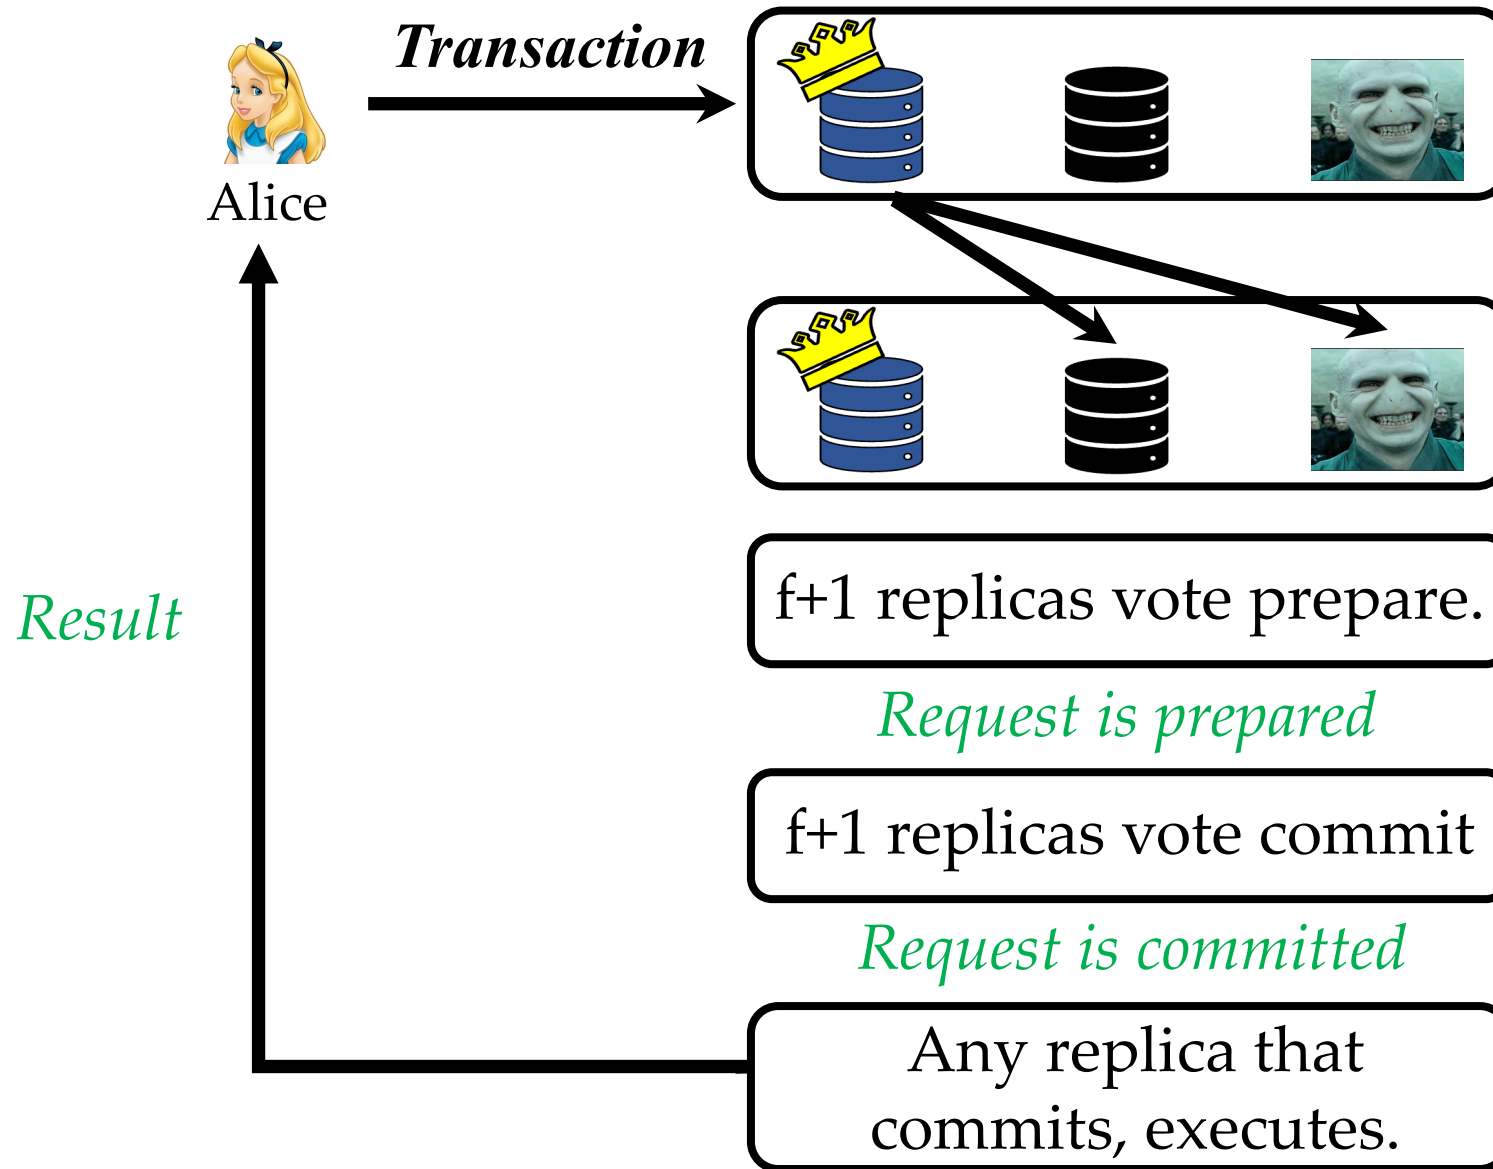 Transaction
Alice
f+1 replicas vote prepare.
Result
Request is prepared
f+1 replicas vote commit
Request is committed
Any replica that
commits, executes.